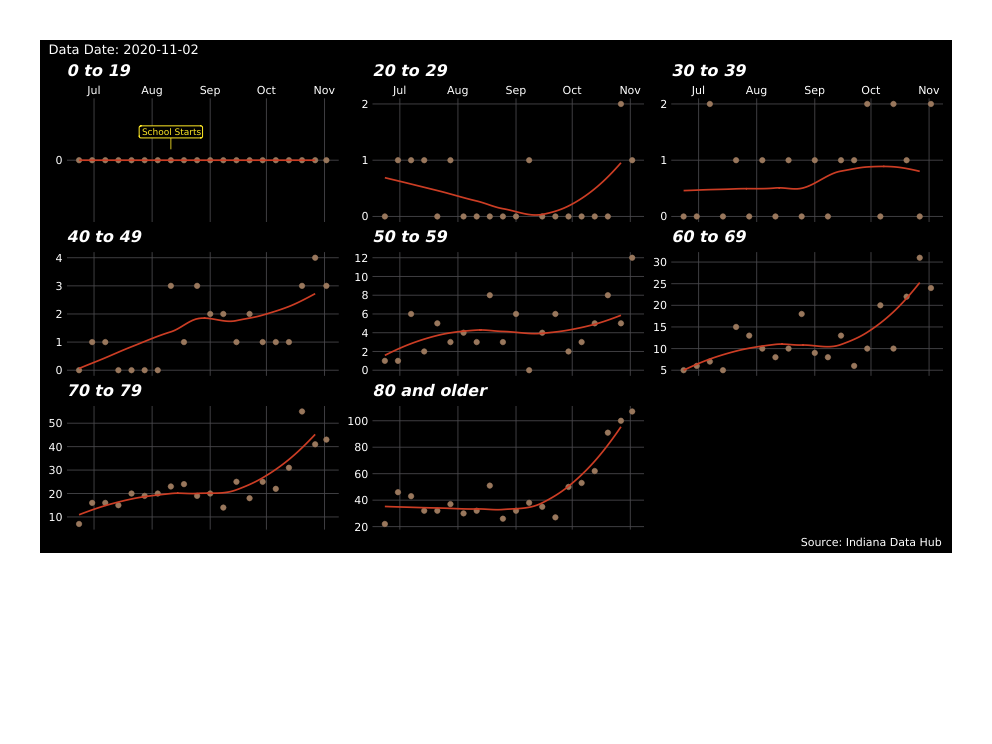 Data Date: 2020-11-02
0 to 19 20 to 29 30 to 39
Jul Aug Sep Oct Nov Jul Aug Sep Oct Nov Jul Aug Sep Oct Nov
2 2
School Starts
0 1 1
0 0
40 to 49 50 to 59 60 to 69
4 12 30
3 10 25
2 8 20
1 6 15
0 4 10
2 5
0
70 to 79 80 and older
50 100
40 80
30 60
20 40
10 20
Source: Indiana Data Hub